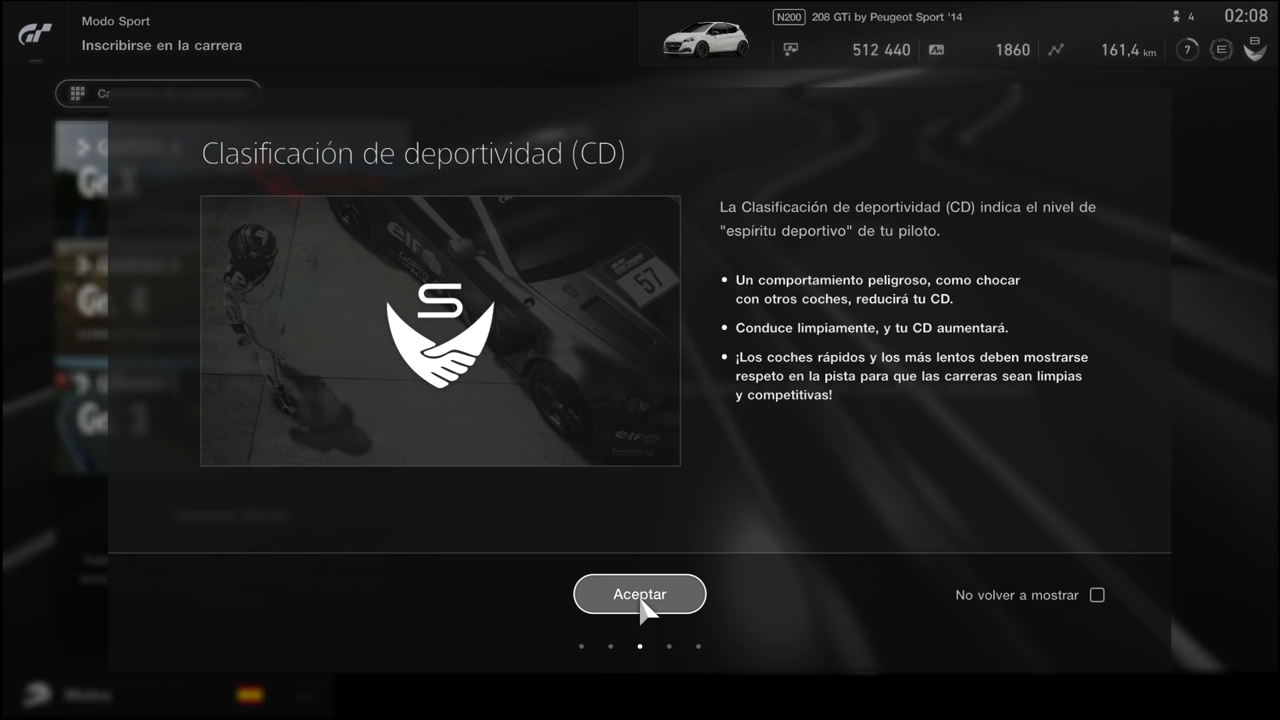 Modo Sport
Inscribirse en la carrera
N200 208 GTi by Peugeot Sport '14
4 02:08
512 440 1860 161,4 km 7 E B
Clasificación de deportividad (CD)
elF
57
S
elF
La Clasificación de deportividad (CD) indica el nivel de
"espíritu deportivo" de tu piloto.
• Un comportamiento peligroso, como chocar
con otros coches, reducirá tu CD.
• Conduce limpiamente, y tu CD aumentará.
• ¡Los coches rápidos y los más lentos deben mostrarse
respeto en la pista para que las carreras sean limpias
y competitivas!
Aceptar
No volver a mostrar